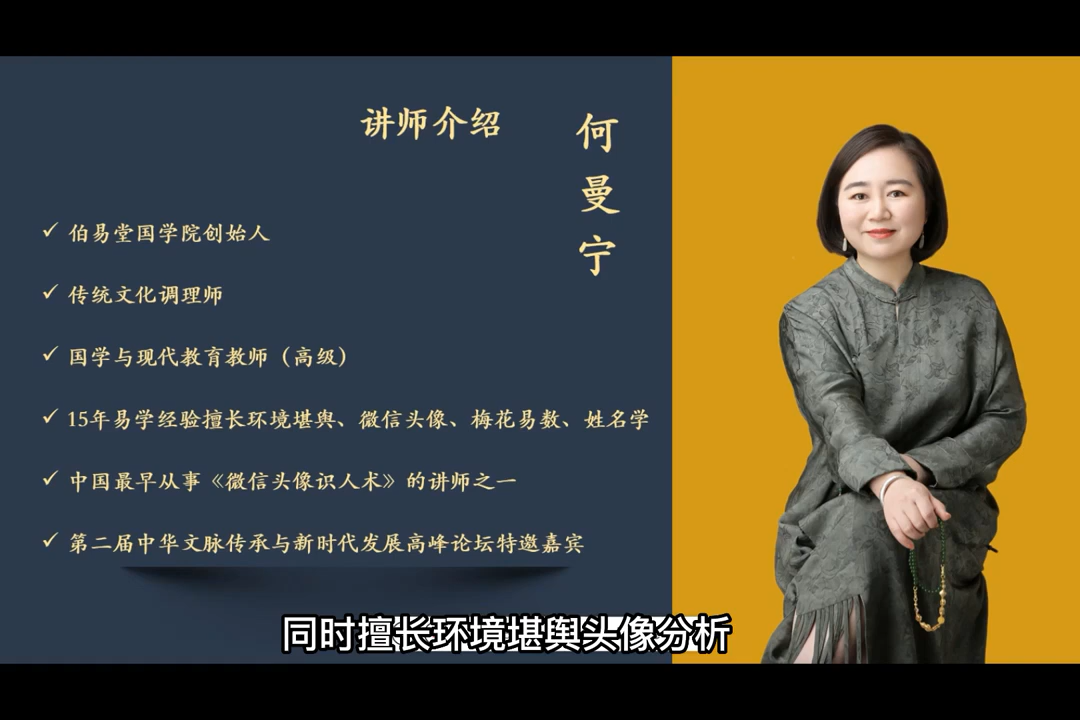 讲师介绍
何曼宁
✓ 伯易堂国学院创始人
✓ 传统文化调理师
✓ 国学与现代教育教师（高级）
✓ 15年易学经验擅长环境堪舆、微信头像、梅花易数、姓名学
✓ 中国最早从事《微信头像识人术》的讲师之一
✓ 第二届中华文脉传承与新时代发展高峰论坛特邀嘉宾
同时擅长环境堪舆头像分析